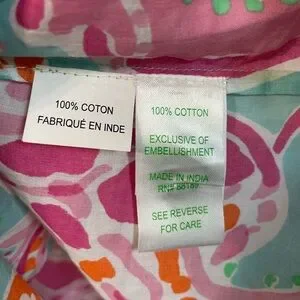 100% COTON
FABRIQUÉ EN INDE
100% COTTON
EXCLUSIVE OF
EMBELLISHMENT
MADE IN INDIA
RN#
SEE REVERSE
FOR CARE